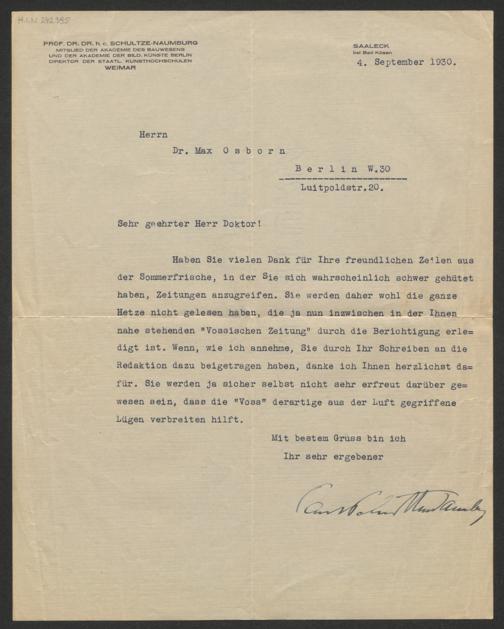 H.I.N. 242355
PROF. DR. DR. h. c. SCHULTZE-NAUMBURG
MITGLIED DER AKADEMIE DES BAUWESENS
UND DER AKADEMIE DER BILD. KÜNSTE BERLIN
DIREKTOR DER STAATL. KUNSTHOCHSCHULEN
WEIMAR
SAALECK
bei Bad Kösen
4. September 1930.
Herrn
Dr. Max O s b o r n
B e r l i n W.30
Luitpoldstr.20.
Sehr geehrter Herr Doktor!
Haben Sie vielen Dank für Ihre freundlichen Zeilen aus
der Sommerfrische, in der Sie sich wahrscheinlich schwer gehütet
haben, Zeitungen anzugreifen. Sie werden daher wohl die ganze
Hetze nicht gelesen haben, die ja nun inzwischen in der Ihnen
nahe stehenden "Vossischen Zeitung" durch die Berichtigung erle=
digt ist. Wenn, wie ich annehme, Sie durch Ihr Schreiben an die
Redaktion dazu beigetragen haben, danke ich Ihnen herzlichst da=
für. Sie werden ja sicher selbst nicht sehr erfreut darüber ge=
wesen sein, dass die "Voss" derartige aus der Luft gegriffene
Lügen verbreiten hilft.
Mit bestem Gruss bin ich
Ihr sehr ergebener